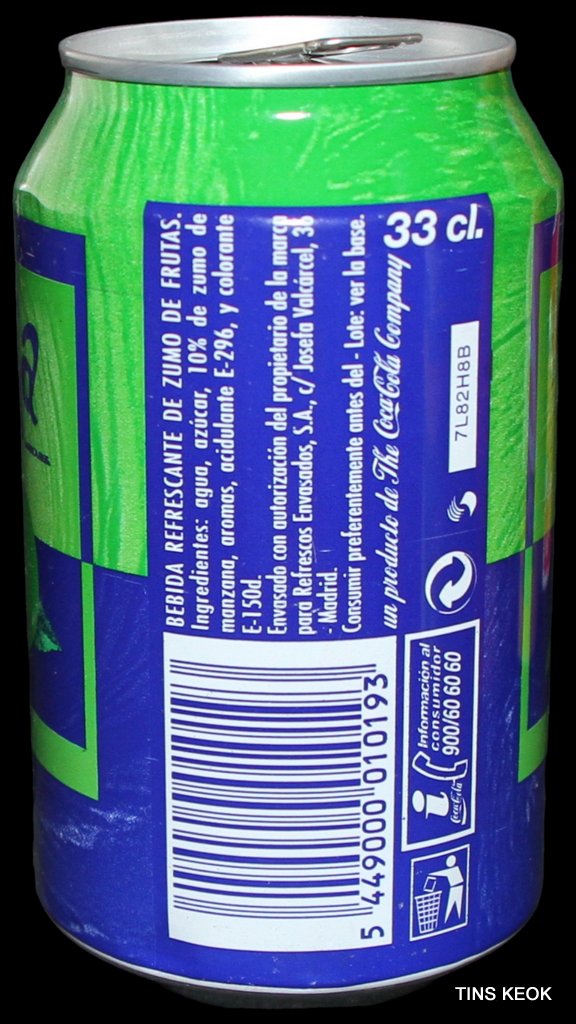 BEBIDA REFRESCANTE DE ZUMO DE FRUTAS.
Ingredientes: agua, azúcar, 10% de zumo de
manzana, aromas, acidulante E-296, y colorante
E-150d.
Envasado con autorización del propietario de la marca
para Refrescos Envasados, S.A., c/ Josefa Valcárcel, 36
- Madrid.
Consumir preferentemente antes del - Lote: ver la base.
un producto de The Coca-Cola Company
33 cl.
7L82H8B
Información al
consumidor
900/60 60 60
i
Coca-Cola
5 449000 010193
TINS KEOK